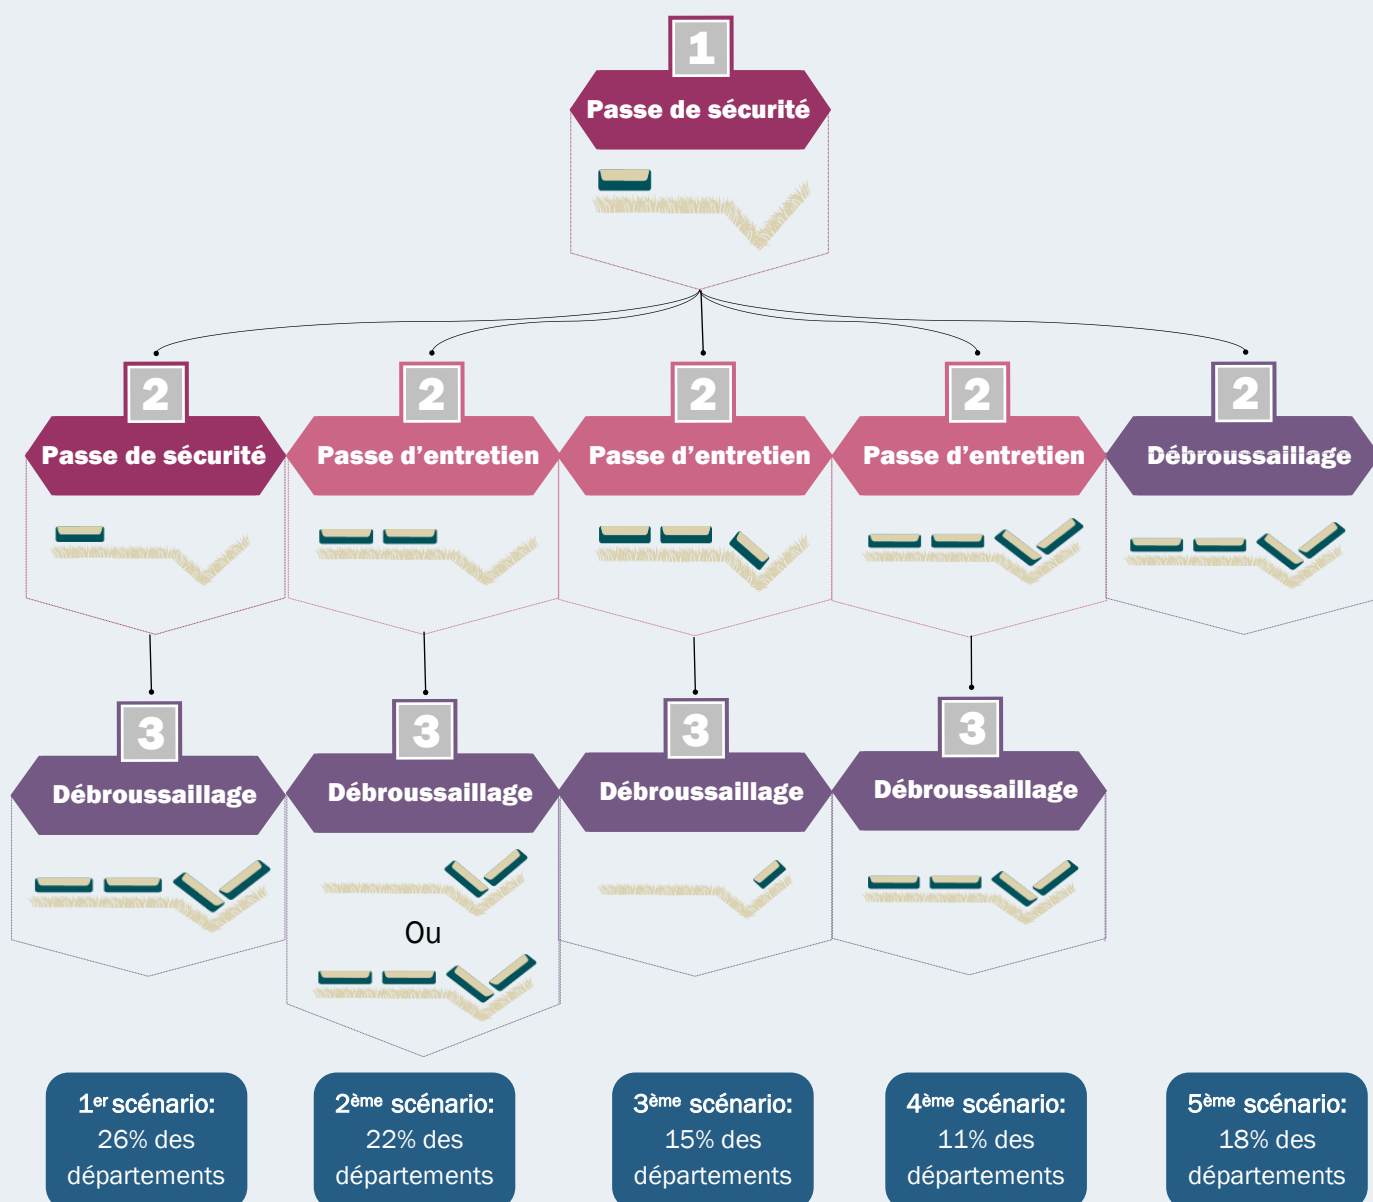 1
Passe de sécurité
2
Passe de sécurité
2
Passe d’entretien
2
Passe d’entretien
2
Passe d’entretien
2
Débroussaillage
3
Débroussaillage
3
Débroussaillage
Ou
3
Débroussaillage
3
Débroussaillage
1er scénario:
26% des
départements
2ème scénario:
22% des
départements
3ème scénario:
15% des
départements
4ème scénario:
11% des
départements
5ème scénario:
18% des
départements